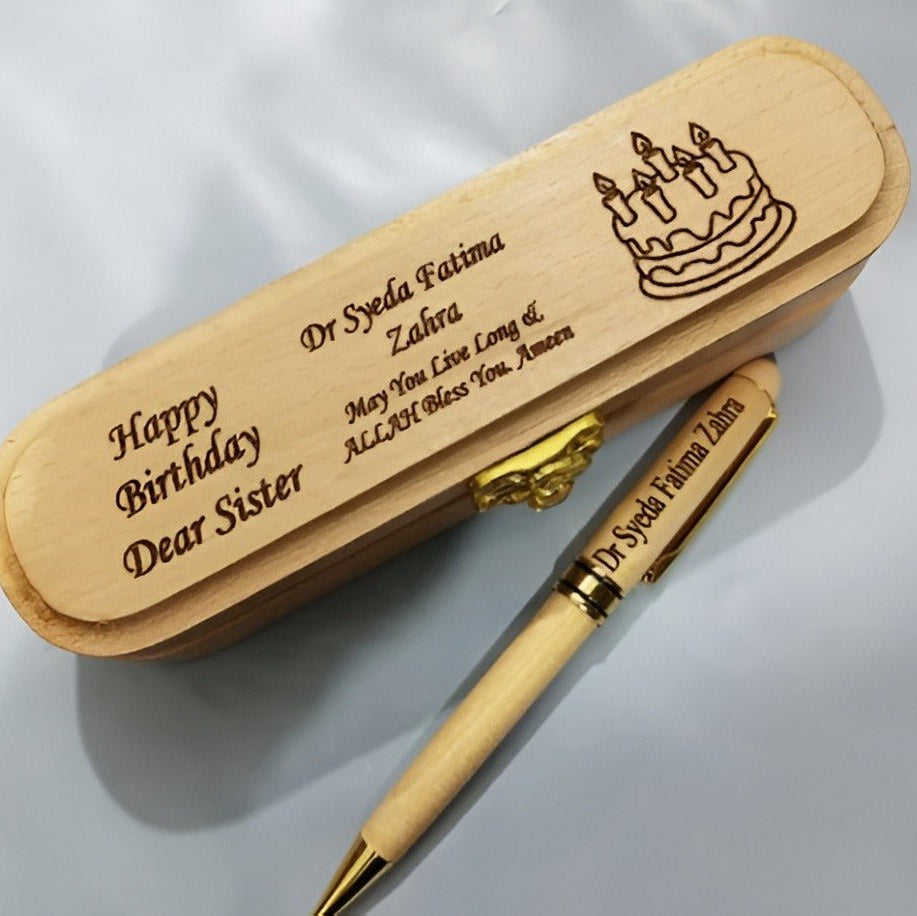 Happy
Birthday
Dear Sister
Dr Syeda Fatima
Zahra
May You Live Long &
ALLAH Bless You. Ameen
Dr Syeda Fatima Zahra